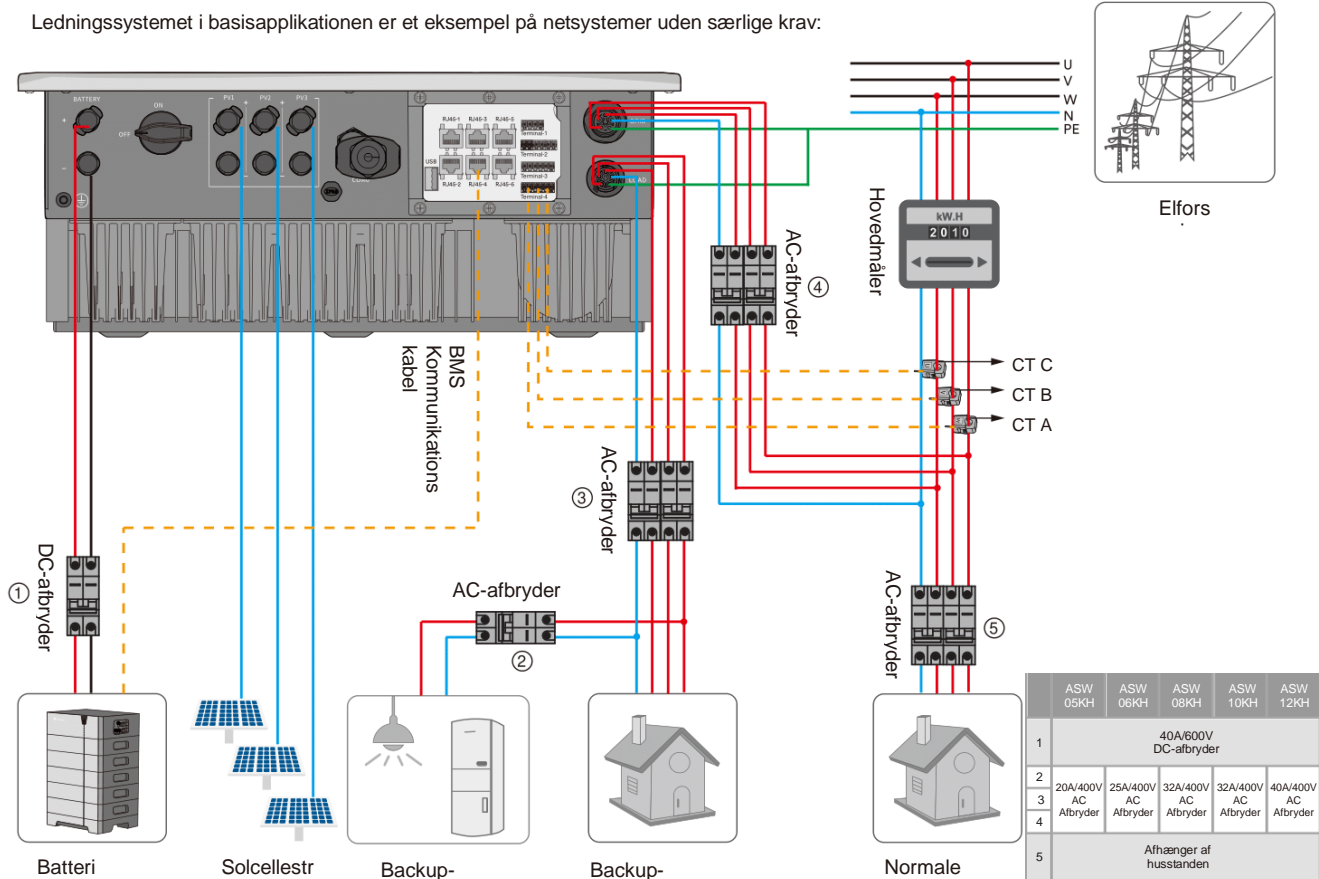 Ledningssystemet i basisapplikationen er et eksempel på netsystemer uden særlige krav:
BATTERY
+
-
ON
OFF
PV1
PV2
PV3
+
+
-
-
RJ45-1
RJ45-3
RJ45-5
USB
RJ45-2
RJ45-4
RJ45-6
Terminal-1
Terminal-2
Terminal-3
Terminal-4
U
V
W
N
PE
Elfors
.
Hovedmåler
kW.H
2010
AC-afbryder
④
CT C
CT B
CT A
BMS
Kommunikations
kabel
AC-afbryder
③
DC-afbryder
①
AC-afbryder
②
AC-afbryder
⑤
Batteri
Solcellestr
Backup-
Backup-
Normale
ASW 05KH
ASW 06KH
ASW 08KH
ASW 10KH
ASW 12KH
1
40A/600V
DC-afbryder
2
3
4
20A/400V
AC
Afbryder
25A/400V
AC
Afbryder
32A/400V
AC
Afbryder
32A/400V
AC
Afbryder
40A/400V
AC
Afbryder
5
Afhænger af
husstanden